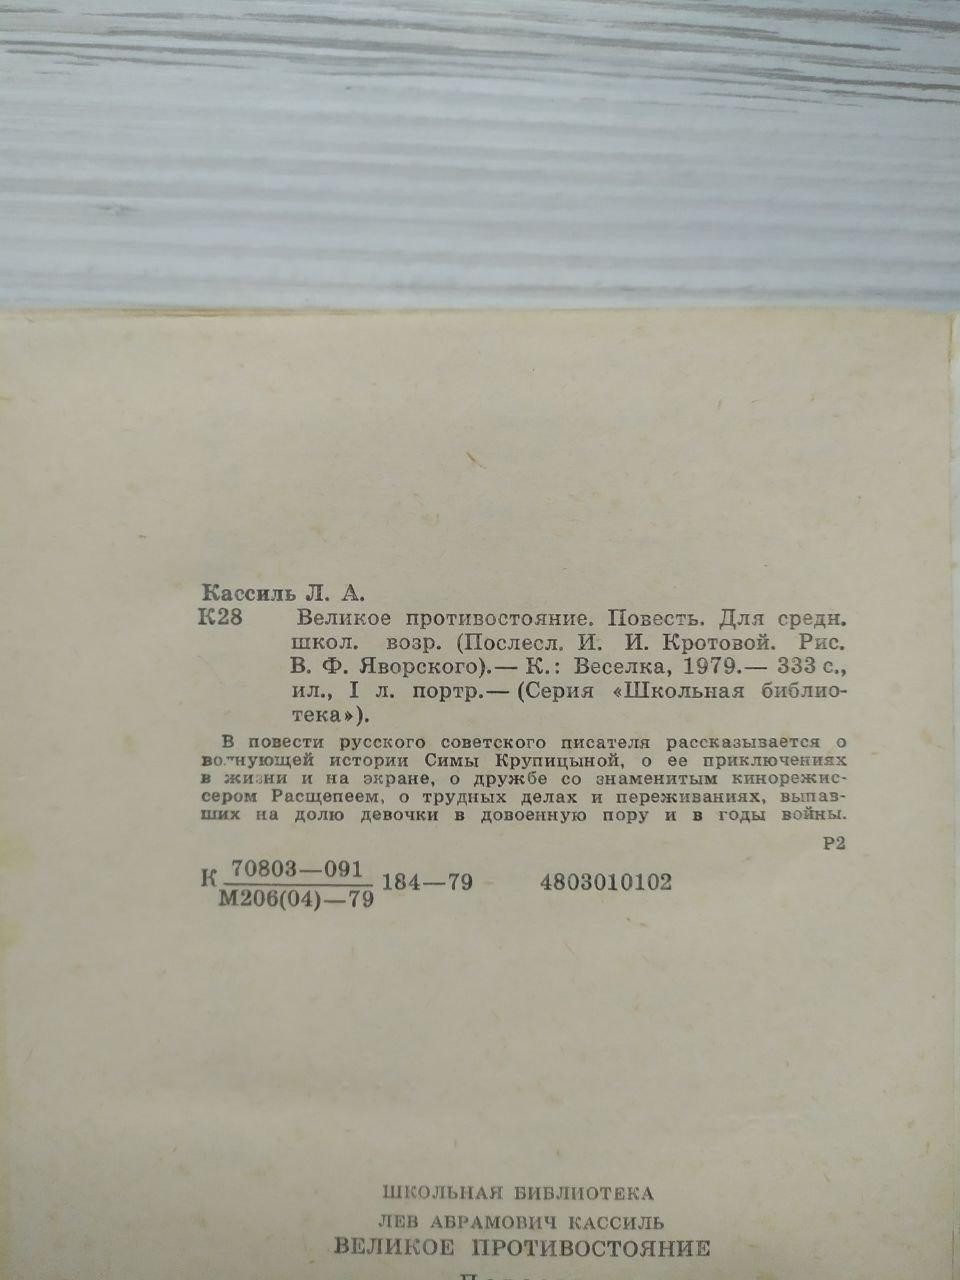 Кассиль Л. А.
К28 Великое противостояние. Повесть. Для средн.
школ. возр. (Послесл. И. И. Кротовой. Рис.
В. Ф. Яворского).— К.: Веселка, 1979.— 333 с.,
ил., I л. портр.— (Серия «Школьная библио-
тека»).
В повести русского советского писателя рассказывается о
волнующей истории Симы Крупицыной, о ее приключениях
в жизни и на экране, о дружбе со знаменитым кинорежис-
сером Расщепеем, о трудных делах и переживаниях, выпав-
ших на долю девочки в довоенную пору и в годы войны.
Р2
К 70803—091
М206(04)—79 184—79 4803010102
ШКОЛЬНАЯ БИБЛИОТЕКА
ЛЕВ АБРАМОВИЧ КАССИЛЬ
ВЕЛИКОЕ ПРОТИВОСТОЯНИЕ